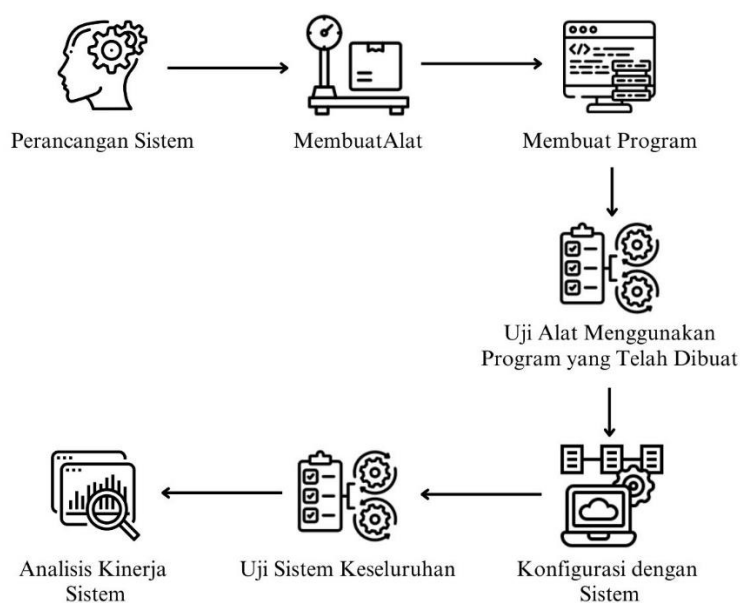 Perancangan Sistem
MembuatAlat
Membuat Program
Uji Alat Menggunakan
Program yang Telah Dibuat
Analisis Kinerja
Sistem
Uji Sistem Keseluruhan
Konfigurasi dengan
Sistem